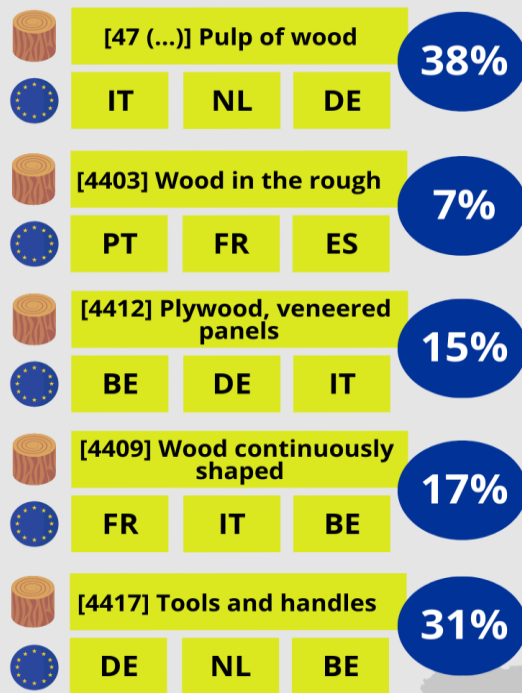 [47 (...)] Pulp of wood
38%
IT NL DE
[4403] Wood in the rough
7%
PT FR ES
[4412] Plywood, veneered
panels
15%
BE DE IT
[4409] Wood continuously
shaped
17%
FR IT BE
[4417] Tools and handles
31%
DE NL BE